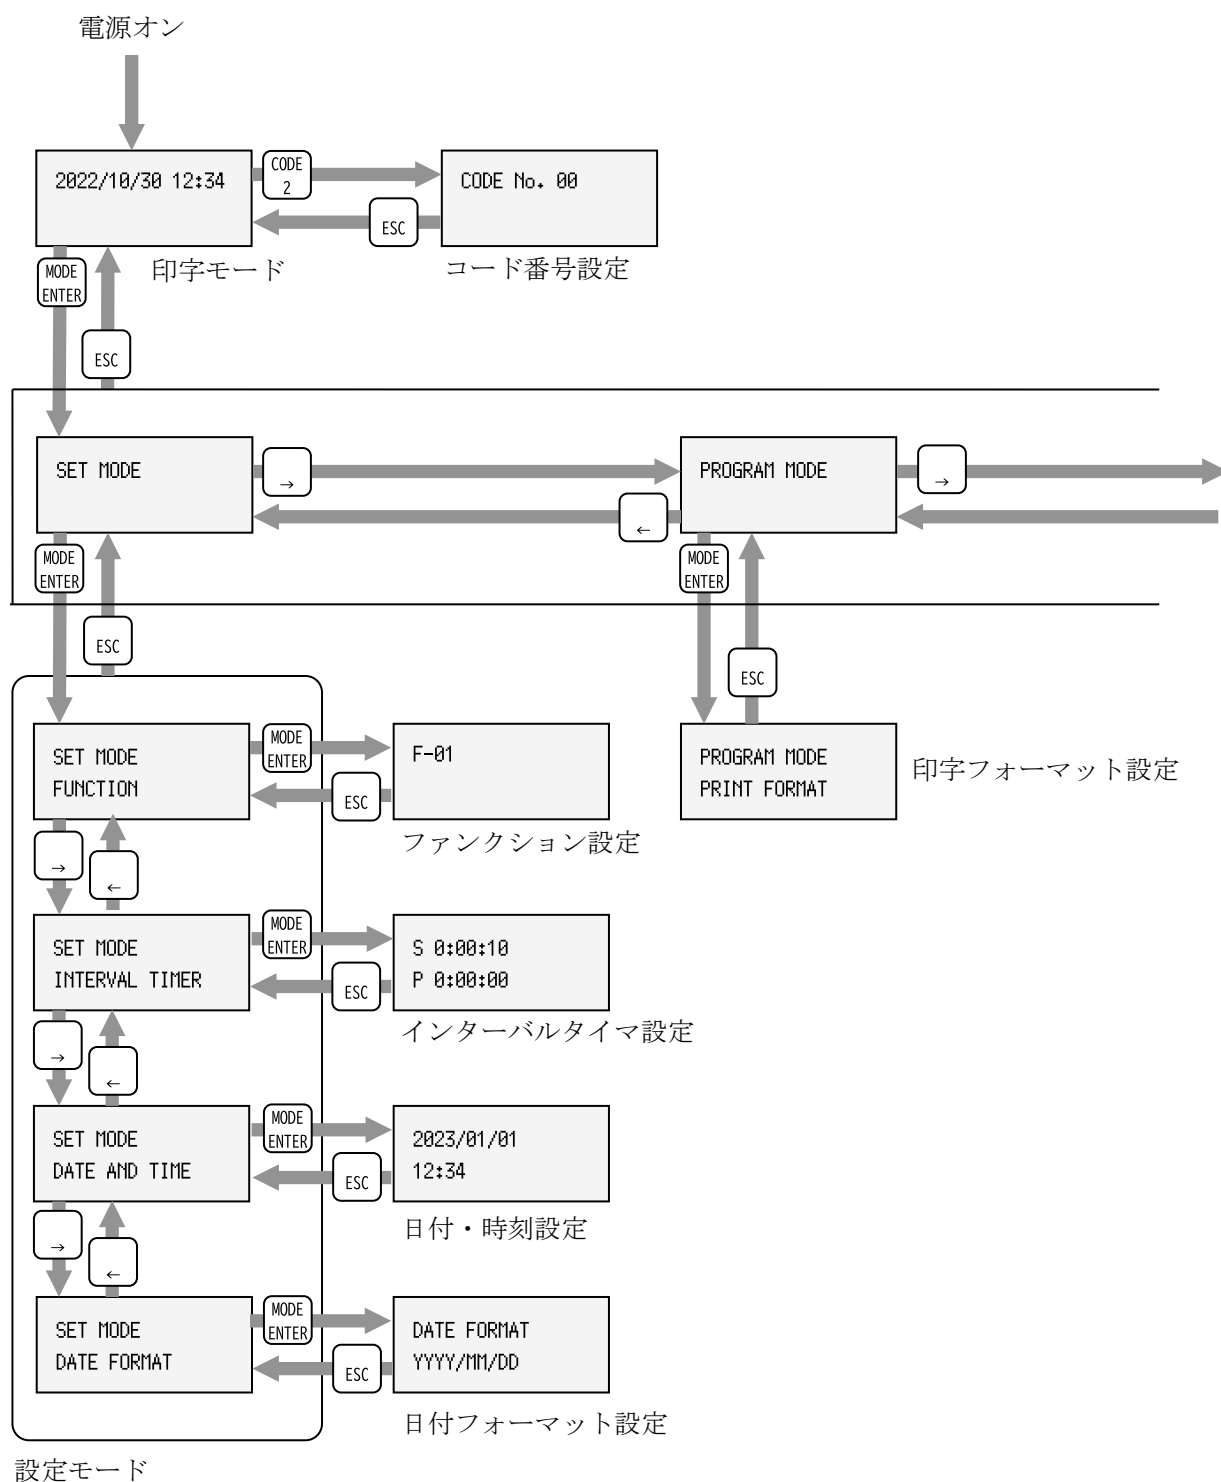 電源オン
2022/10/30 12:34
CODE
2
CODE No. 00
ESC
印字モード
コード番号設定
MODE
ENTER
ESC
SET MODE
→
PROGRAM MODE
→
←
MODE
ENTER
MODE
ENTER
ESC
ESC
SET MODE
FUNCTION
MODE
ENTER
F-01
ESC
PROGRAM MODE
PRINT FORMAT
印字フォーマット設定
ファンクション設定
→
←
SET MODE
INTERVAL TIMER
MODE
ENTER
S 0:00:10
P 0:00:00
ESC
インターバルタイマ設定
→
←
SET MODE
DATE AND TIME
MODE
ENTER
2023/01/01
12:34
ESC
日付・時刻設定
→
←
SET MODE
DATE FORMAT
MODE
ENTER
DATE FORMAT
YYYY/MM/DD
ESC
日付フォーマット設定
設定モード